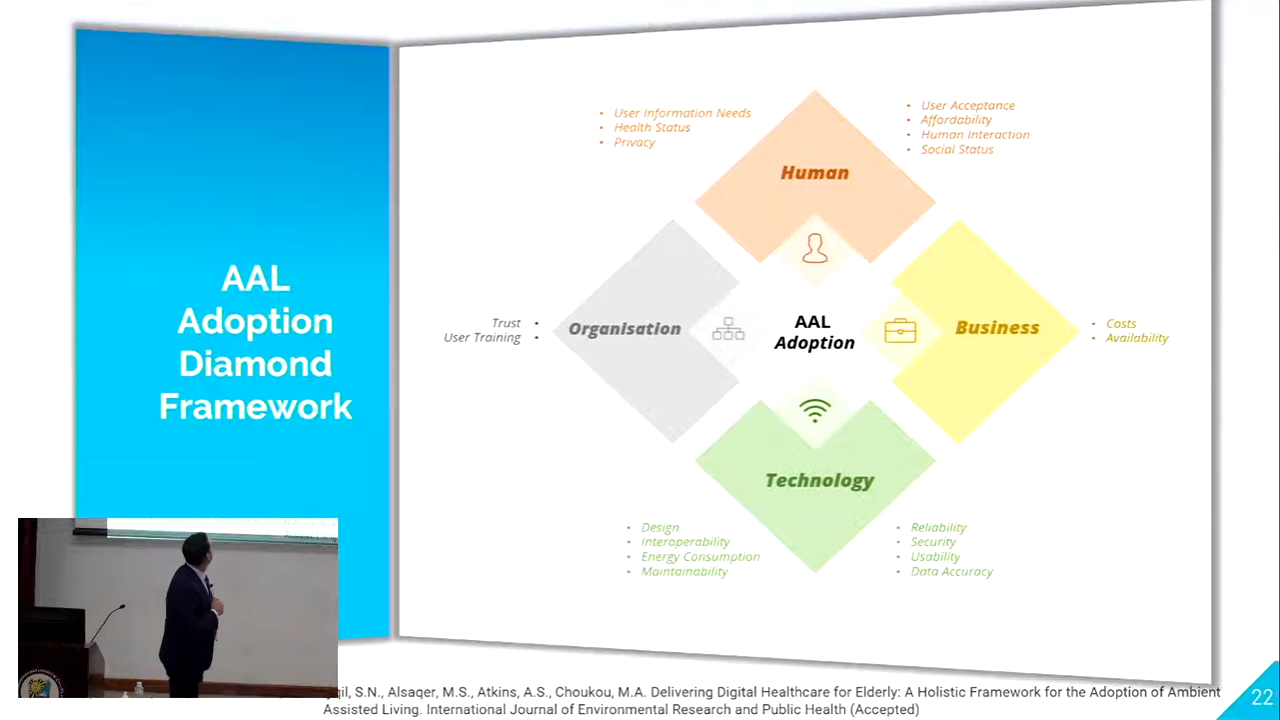 AAL
Adoption
Diamond
Framework
User Information Needs
Health Status
Privacy
User Acceptance
Affordability
Human Interaction
Social Status
Human
Trust
User Training
Organisation
AAL
Adoption
Business
Costs
Availability
Technology
Design
Interoperability
Energy Consumption
Maintainability
Reliability
Security
Usability
Data Accuracy
S.N., Alsaqer, M.S., Atkins, A.S., Choukou, M.A. Delivering Digital Healthcare for Elderly: A Holistic Framework for the Adoption of Ambient
Assisted Living. International Journal of Environmental Research and Public Health (Accepted)
22